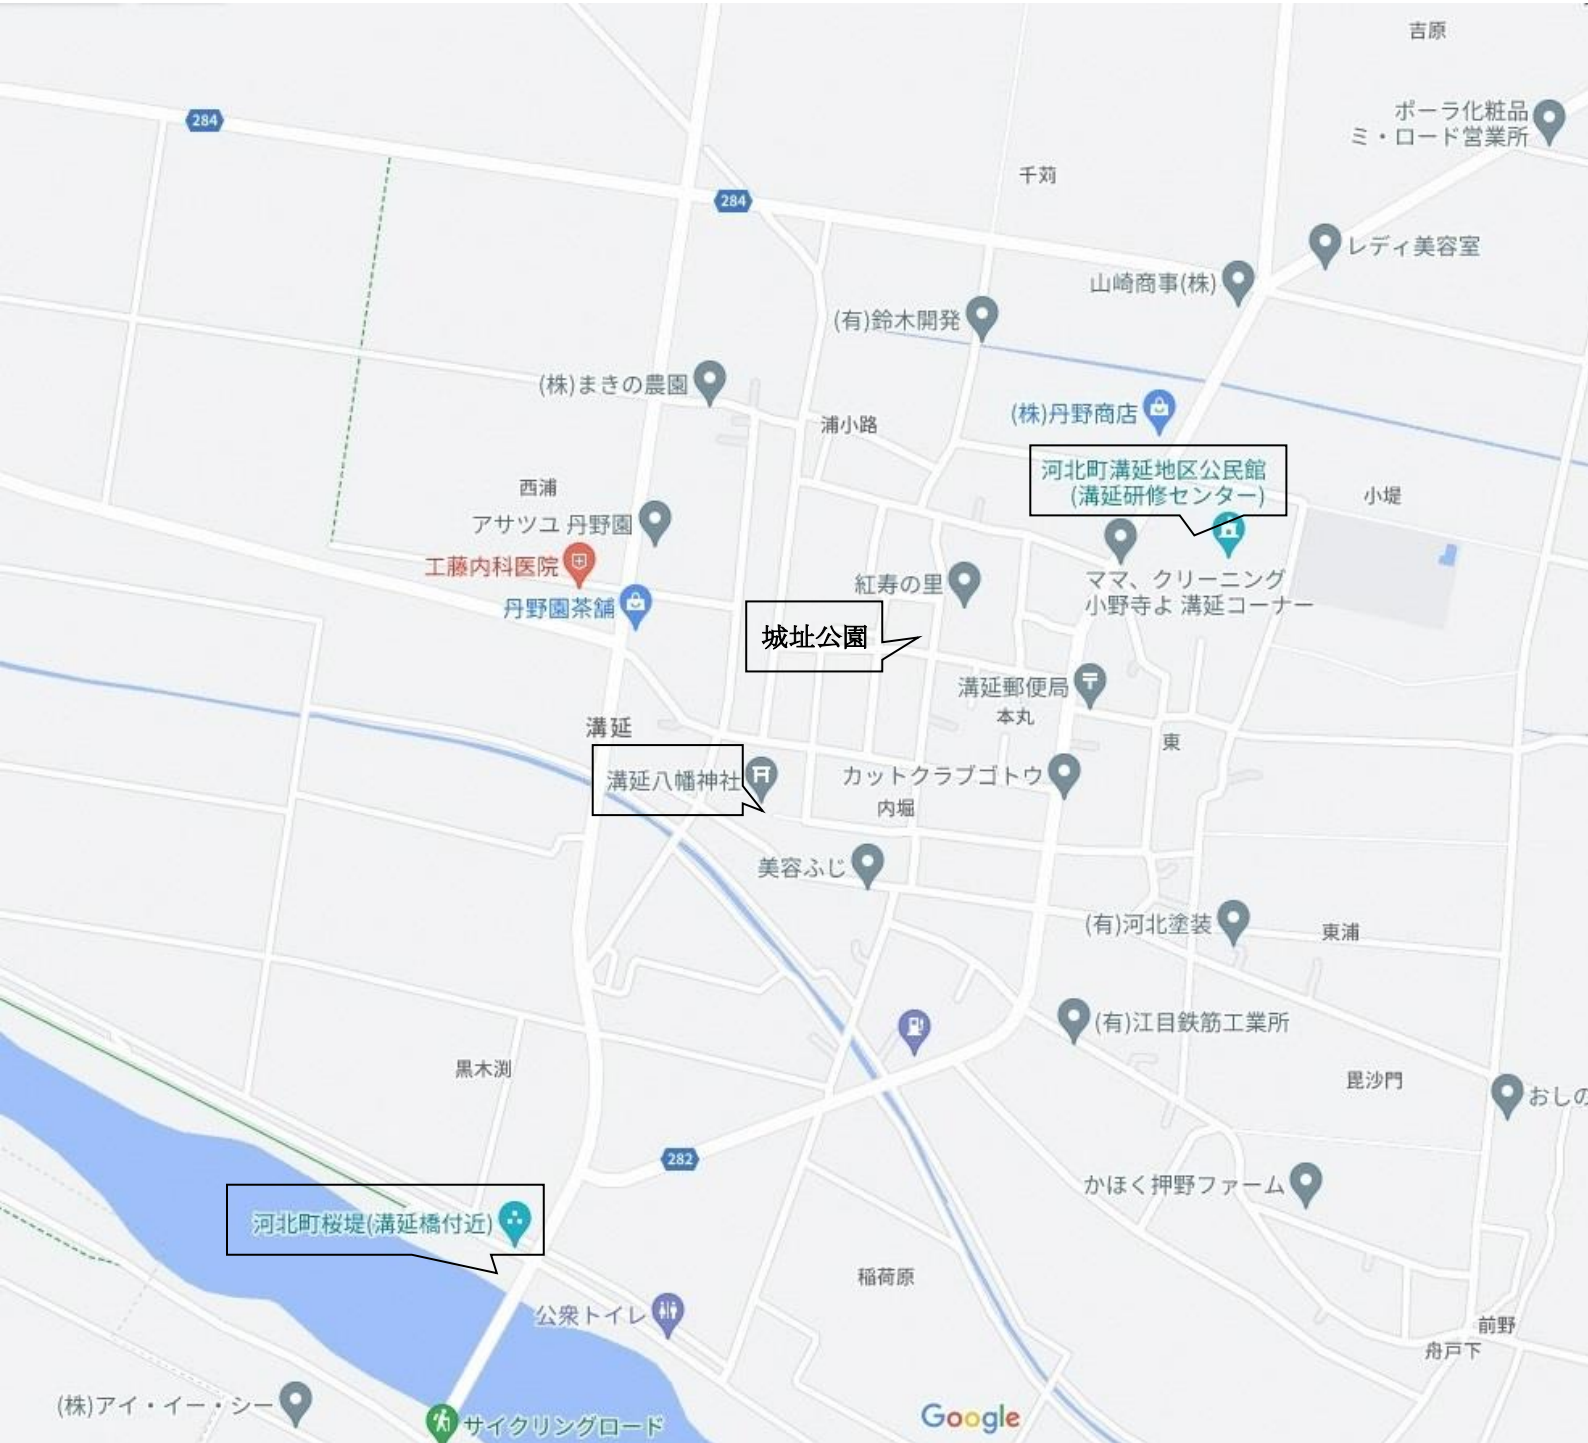 吉原
ポーラ化粧品
ミ・ロード営業所
284
千苅
284
レディ美容室
山崎商事(株)
(有)鈴木開発
(株)まきの農園
(株)丹野商店
浦小路
河北町溝延地区公民館
(溝延研修センター)
西浦
小堤
アサツユ 丹野園
工藤内科医院
紅寿の里
ママ、クリーニング
小野寺よ 溝延コーナー
丹野園茶舗
城址公園
溝延郵便局
本丸
溝延
東
溝延八幡神社
カットクラブゴトウ
内堀
美容ふじ
(有)河北塗装
東浦
(有)江目鉄筋工業所
黒木渕
毘沙門
おしの
282
かほく押野ファーム
河北町桜堤(溝延橋付近)
稲荷原
公衆トイレ
前野
舟戸下
(株)アイ・イー・シー
サイクリングロード
Google